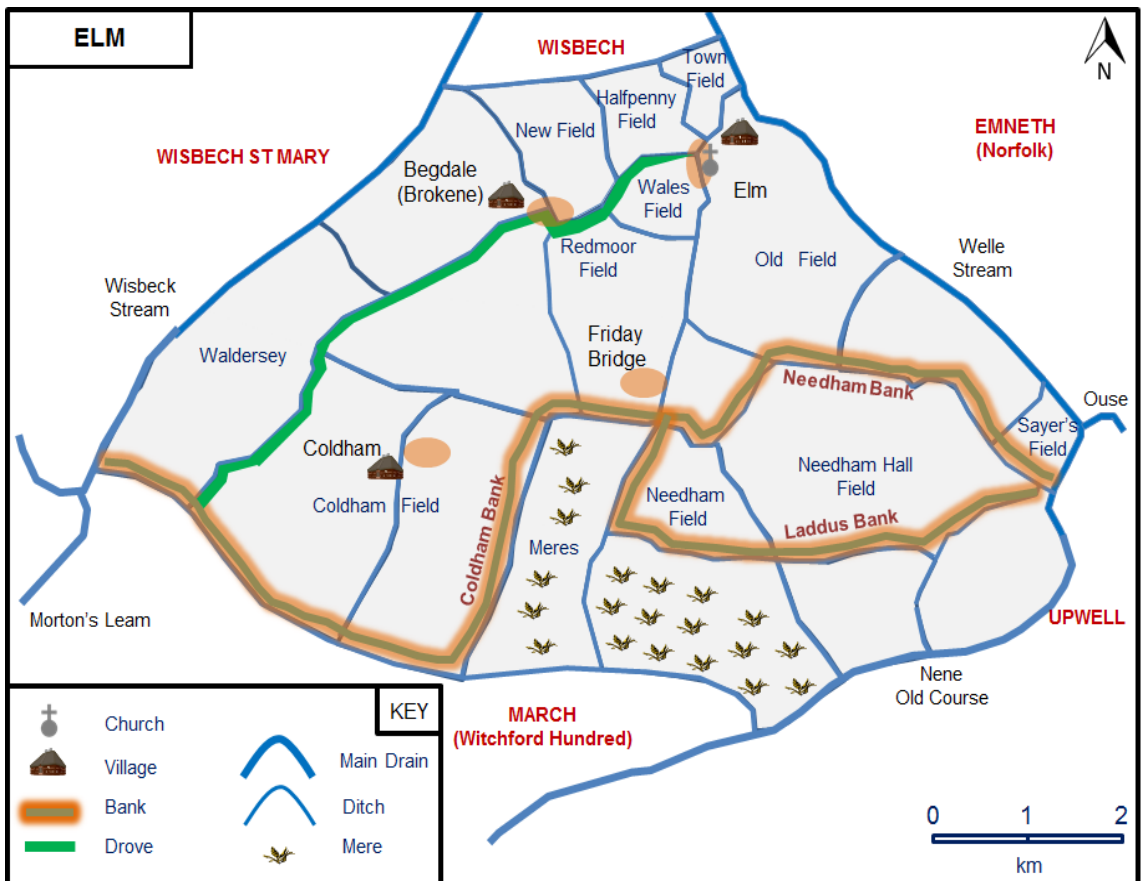 ELM
WISBECH
N
Town
Field
Halfpenny
Field
New Field
EMNETH
(Norfolk)
WISBECH ST MARY
Begdale
(Brokene)
Wales
Field
Elm
Redmoor
Field
Old Field
Welle
Stream
Wisbeck
Stream
Waldersey
Friday
Bridge
Needham Bank
Ouse
Sayer's
Field
Coldham
Coldham Field
Coldham Bank
Needham Hall
Field
Needham
Field
Laddus Bank
Meres
Morton's Leam
UPWELL
Nene
Old Course
MARCH
(Witchford Hundred)
KEY
Church
Village
Bank
Drove
Main Drain
Ditch
Mere
0 1 2
km